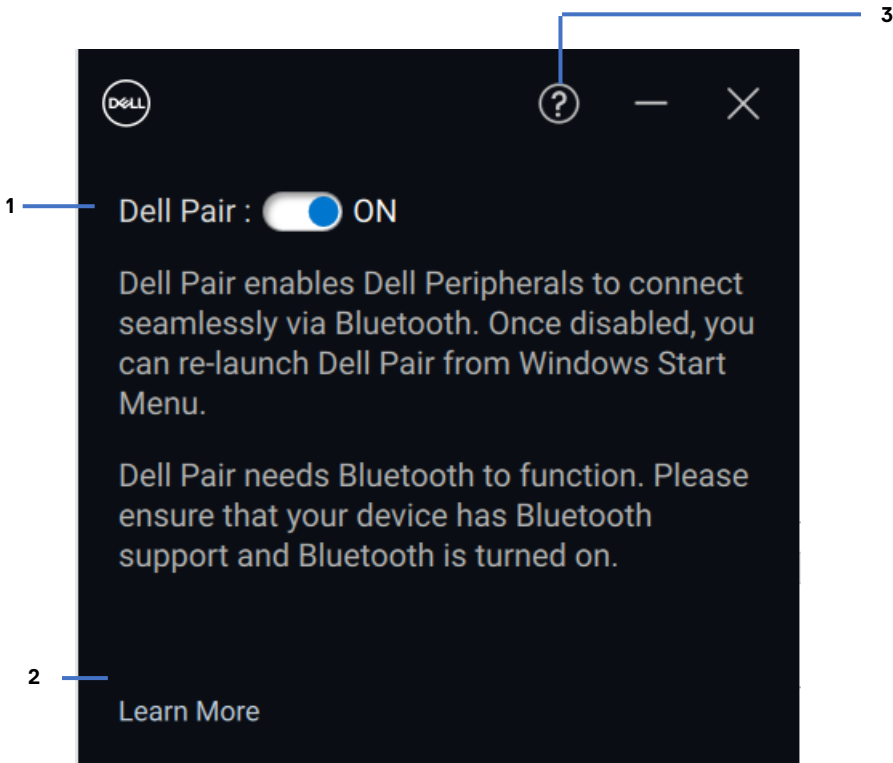 3
DELL
?
1
Dell Pair : ON
Dell Pair enables Dell Peripherals to connect
seamlessly via Bluetooth. Once disabled, you
can re-launch Dell Pair from Windows Start
Menu.
Dell Pair needs Bluetooth to function. Please
ensure that your device has Bluetooth
support and Bluetooth is turned on.
2
Learn More